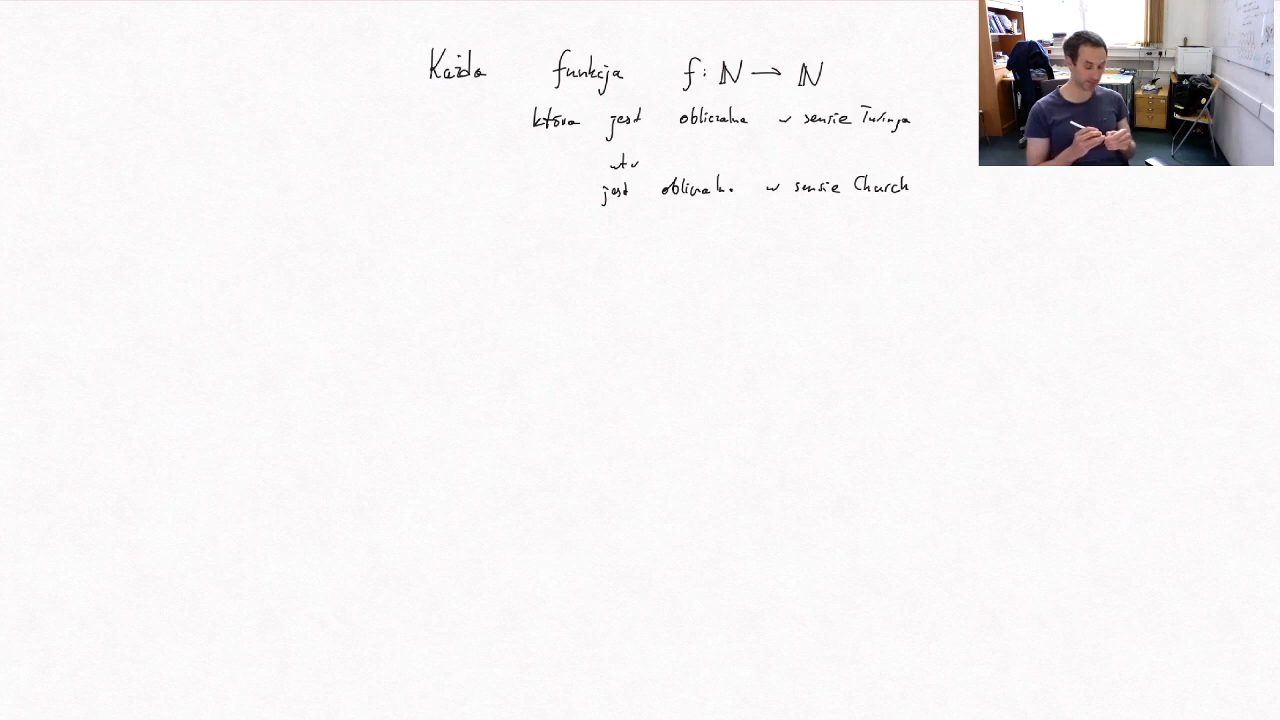 Każda funkcja f: ℕ → ℕ
która jest obliczalna w sensie Turinga
wtw
jest obliczaln. w sensie Church